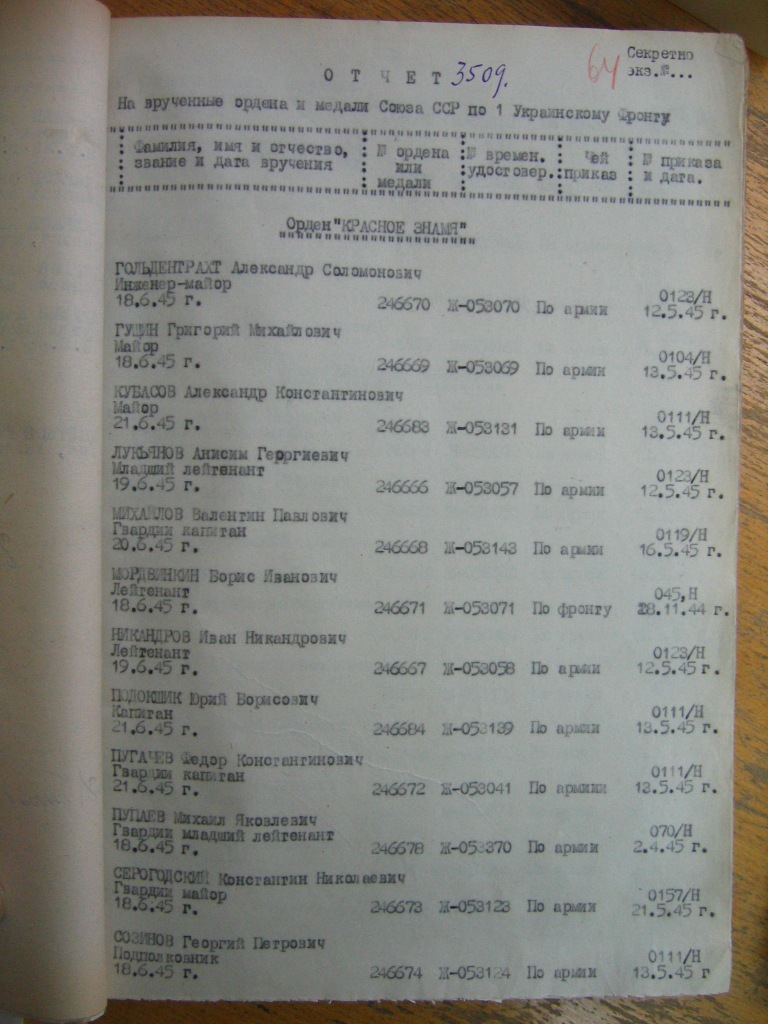 Секретно
64 экз.№...
ОТЧЕТ 3509.
На врученные ордена и медали Союза ССР по 1 Украинскому Фронту
Фамилия, имя и отчество, звание и дата вручения № ордена или медали № времен. удостовер. Чей приказ № приказа и дата.
Орден "КРАСНОЕ ЗНАМЯ"
ГОЛЬДЕНТРАХТ Александр Соломонович
Инженер-майор
18.6.45 г. 246670 Ж-053070 По армии 0123/Н 12.5.45 г.
ГУЩИН Григорий Михайлович
Майор
18.6.45 г. 246669 Ж-053069 По армии 0104/Н 13.5.45 г.
КУБАСОВ Александр Константинович
Майор
21.6.45 г. 246683 Ж-053131 По армии 0111/Н 13.5.45 г.
ЛУКЬЯНОВ Анисим Георгиевич
Младший лейтенант
19.6.45 г. 246666 Ж-053057 По армии 0123/Н 12.5.45 г.
МИХАЙЛОВ Валентин Павлович
Гвардии капитан
20.6.45 г. 246668 Ж-053143 По армии 0119/Н 16.5.45 г.
МОРДВИНКИН Борис Иванович
Лейтенант
18.6.45 г. 246671 Ж-053071 По фронту 045,Н 28.11.44 г.
НИКАНДРОВ Иван Никандрович
Лейтенант
19.6.45 г. 246667 Ж-053058 По армии 0123/Н 12.5.45 г.
ПОДОКШИК Юрий Борисович
Капитан
21.6.45 г. 246684 Ж-053139 По армии 0111/Н 13.5.45 г.
ПУГАЧЕВ Федор Константинович
Гвардии капитан
21.6.45 г. 246672 Ж-053041 По армиии 0111/Н 13.5.45 г.
ПУПАЕВ Михаил Яковлевич
Гвардии младший лейтенант
18.6.45 г. 246678 Ж-053370 По армии 070/Н 2.4.45 г.
СЕРОГОДСКИЙ Константин Николаевич
Гвардии майор
18.6.45 г. 246673 Ж-053123 По армии 0157/Н 21.5.45 г.
СОЗИНОВ Георгий Петрович
Подполковник
18.6.45 г. 246674 Ж-053124 По армии 0111/Н 13.5.45 г